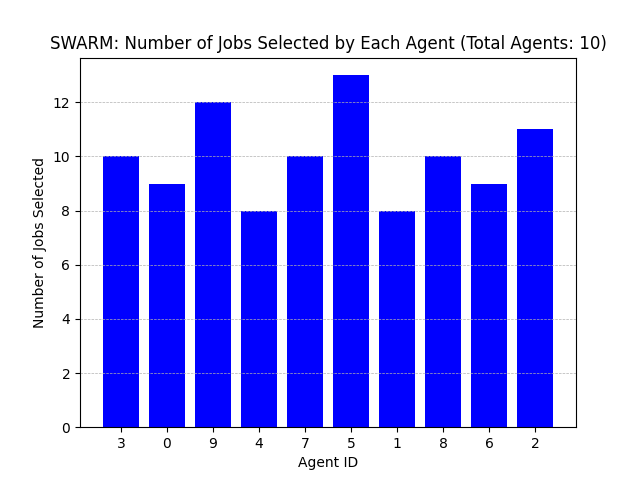 SWARM: Number of Jobs Selected by Each Agent (Total Agents: 10)
Number of Jobs Selected
12
10
8
6
4
2
0
3 0 9 4 7 5 1 8 6 2
Agent ID